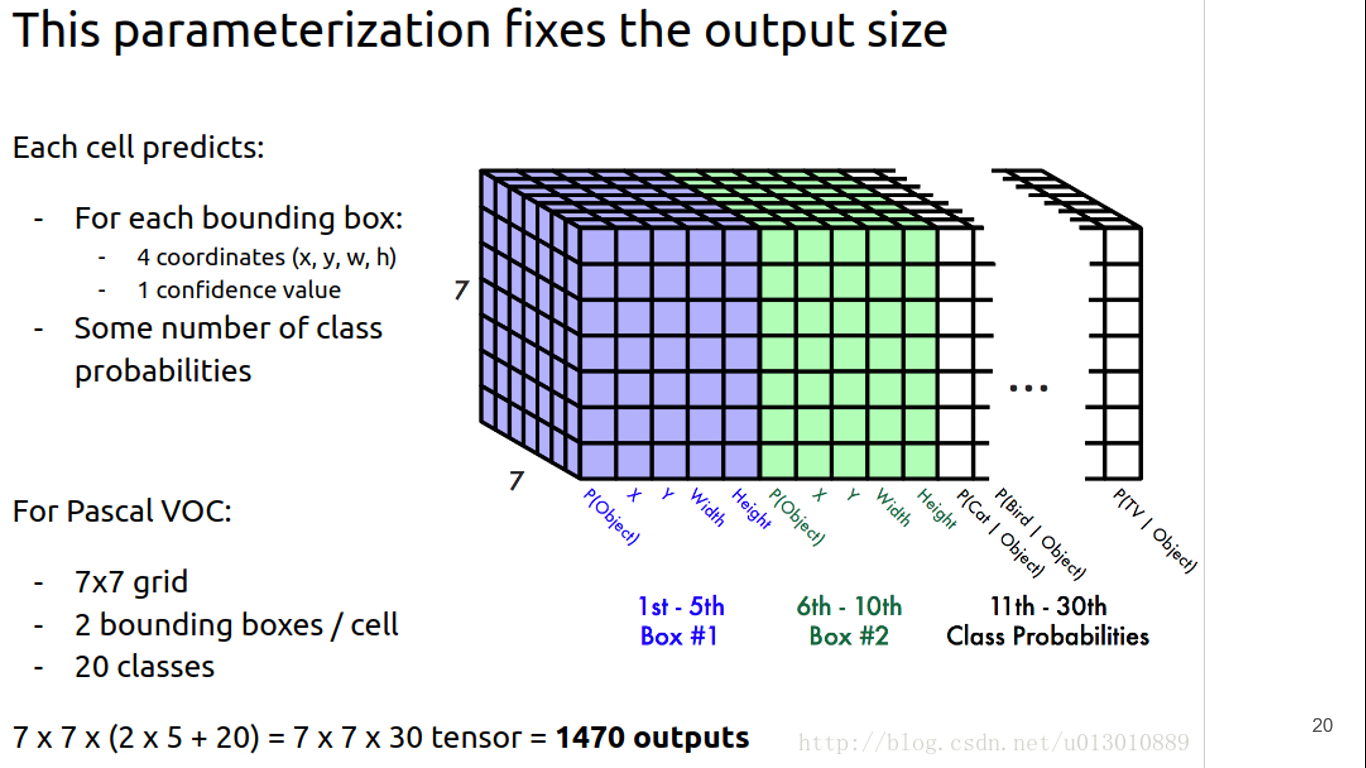 This parameterization fixes the output size
Each cell predicts:
- For each bounding box:
- 4 coordinates (x, y, w, h)
- 1 confidence value
- Some number of class
probabilities
For Pascal VOC:
- 7x7 grid
- 2 bounding boxes / cell
- 20 classes
7 x 7 x (2 x 5 + 20) = 7 x 7 x 30 tensor = 1470 outputs
7
7
...
P(Object)
X
Y
Width
Height
P(Object)
X
Y
Width
Height
P(Cat | Object)
P(Bird | Object)
P(TV | Object)
1st - 5th
Box #1
6th - 10th
Box #2
11th - 30th
Class Probabilities
http://blog.csdn.net/u013010889
20